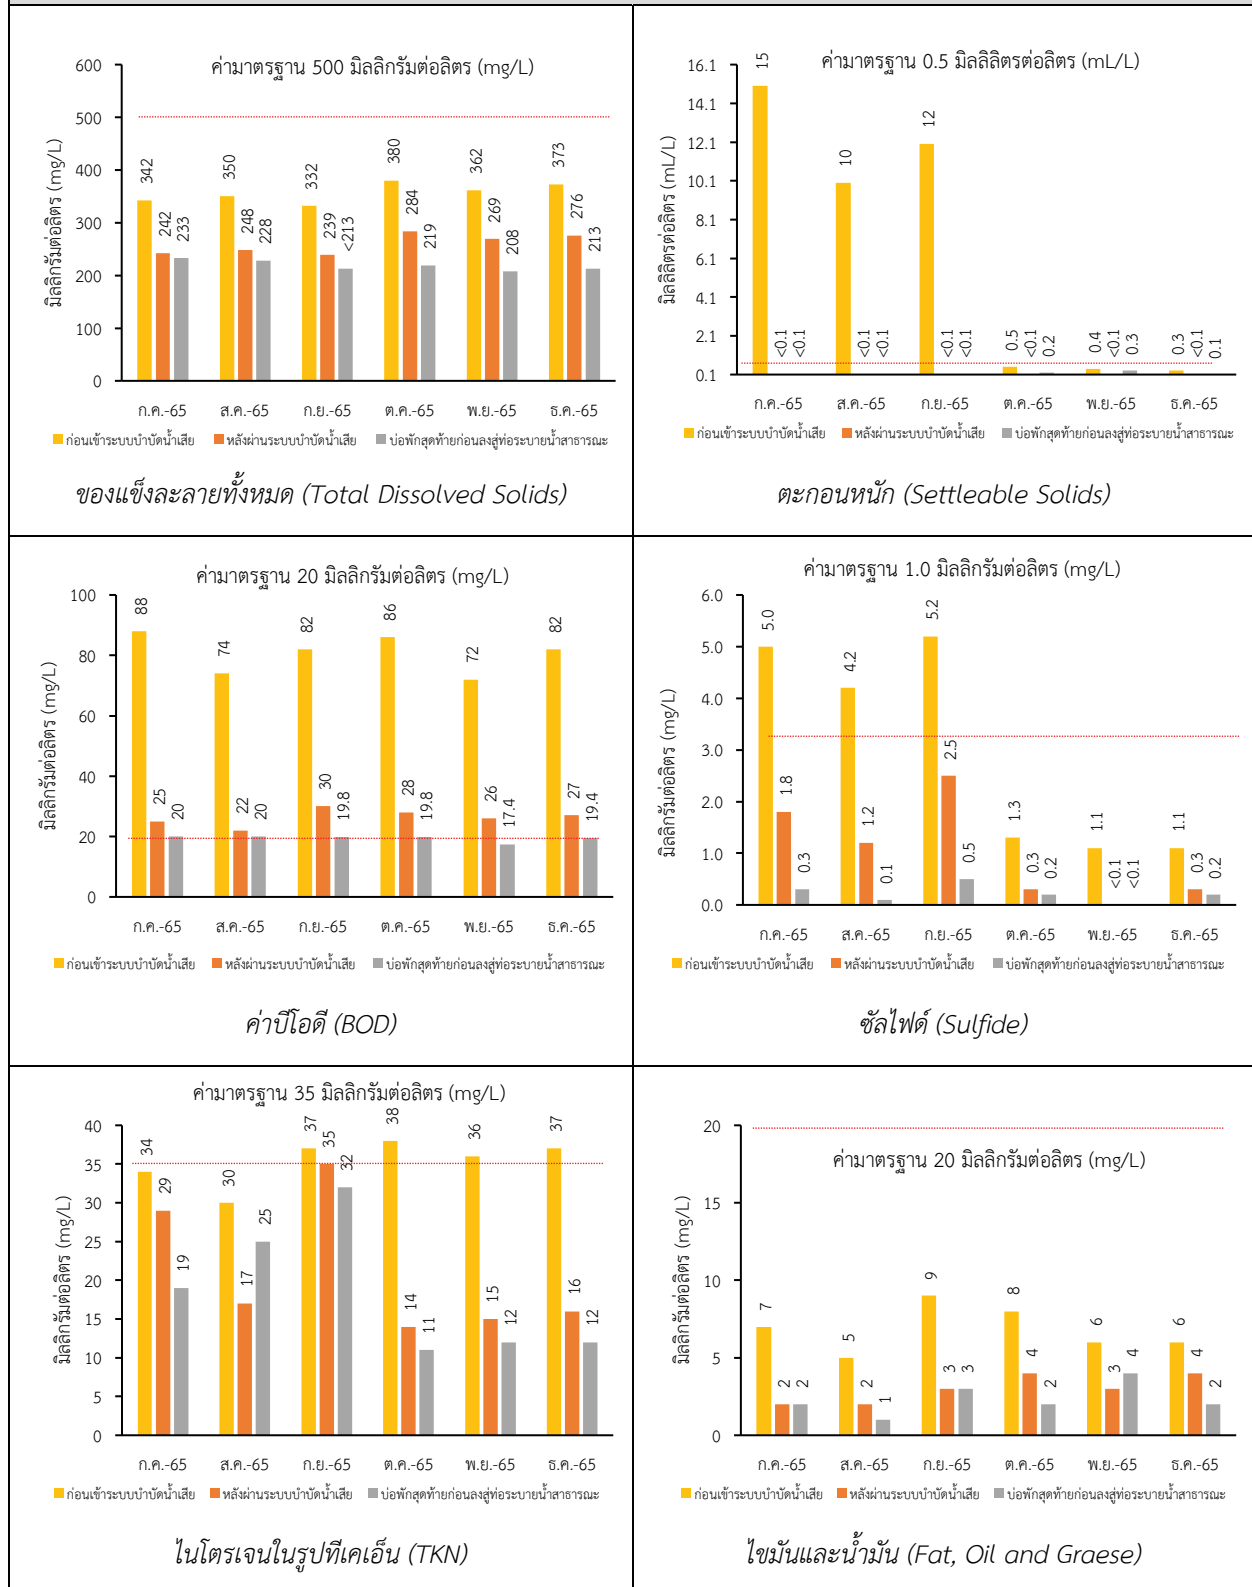 ค่ามาตรฐาน 500 มิลลิกรัมต่อลิตร (mg/L)
มิลลิกรัมต่อลิตร (mg/L)
600
500
400
300
200
100
0
342 242 233
350 248 228
332 239 <213
380 284 219
362 269 208
373 276 213
ก.ค.-65 ส.ค.-65 ก.ย.-65 ต.ค.-65 พ.ย.-65 ธ.ค.-65
ก่อนเข้าระบบบำบัดน้ำเสีย หลังผ่านระบบบำบัดน้ำเสีย บ่อพักสุดท้ายก่อนลงสู่ท่อระบายน้ำสาธารณะ
ของแข็งละลายทั้งหมด (Total Dissolved Solids)
ค่ามาตรฐาน 0.5 มิลลิลิตรต่อลิตร (mL/L)
มิลลิลิตรต่อลิตร (mL/L)
16.1
14.1
12.1
10.1
8.1
6.1
4.1
2.1
0.1
15 <0.1 <0.1
10 <0.1 <0.1
12 <0.1 <0.1
0.5 <0.1 0.2
0.4 <0.1 0.3
0.3 <0.1 0.1
ก.ค.-65 ส.ค.-65 ก.ย.-65 ต.ค.-65 พ.ย.-65 ธ.ค.-65
ก่อนเข้าระบบบำบัดน้ำเสีย หลังผ่านระบบบำบัดน้ำเสีย บ่อพักสุดท้ายก่อนลงสู่ท่อระบายน้ำสาธารณะ
ตะกอนหนัก (Settleable Solids)
ค่ามาตรฐาน 20 มิลลิกรัมต่อลิตร (mg/L)
มิลลิกรัมต่อลิตร (mg/L)
100
80
60
40
20
0
88 25 20
74 22 20
82 30 19.8
86 28 19.8
72 26 17.4
82 27 19.4
ก.ค.-65 ส.ค.-65 ก.ย.-65 ต.ค.-65 พ.ย.-65 ธ.ค.-65
ก่อนเข้าระบบบำบัดน้ำเสีย หลังผ่านระบบบำบัดน้ำเสีย บ่อพักสุดท้ายก่อนลงสู่ท่อระบายน้ำสาธารณะ
ค่าบีโอดี (BOD)
ค่ามาตรฐาน 1.0 มิลลิกรัมต่อลิตร (mg/L)
มิลลิกรัมต่อลิตร (mg/L)
6.0
5.0
4.0
3.0
2.0
1.0
0.0
5.0 1.8 0.3
4.2 1.2 0.1
5.2 2.5 0.5
1.3 0.3 0.2
1.1 <0.1 <0.1
1.1 0.3 0.2
ก.ค.-65 ส.ค.-65 ก.ย.-65 ต.ค.-65 พ.ย.-65 ธ.ค.-65
ก่อนเข้าระบบบำบัดน้ำเสีย หลังผ่านระบบบำบัดน้ำเสีย บ่อพักสุดท้ายก่อนลงสู่ท่อระบายน้ำสาธารณะ
ซัลไฟด์ (Sulfide)
ค่ามาตรฐาน 35 มิลลิกรัมต่อลิตร (mg/L)
มิลลิกรัมต่อลิตร (mg/L)
40
35
30
25
20
15
10
5
0
34 29 19
30 17 25
37 35 32
38 14 11
36 15 12
37 16 12
ก.ค.-65 ส.ค.-65 ก.ย.-65 ต.ค.-65 พ.ย.-65 ธ.ค.-65
ก่อนเข้าระบบบำบัดน้ำเสีย หลังผ่านระบบบำบัดน้ำเสีย บ่อพักสุดท้ายก่อนลงสู่ท่อระบายน้ำสาธารณะ
ไนโตรเจนในรูปทีเคเอ็น (TKN)
ค่ามาตรฐาน 20 มิลลิกรัมต่อลิตร (mg/L)
มิลลิกรัมต่อลิตร (mg/L)
20
15
10
5
0
7 2 2
5 2 1
9 3 3
8 4 2
6 3 4
6 4 2
ก.ค.-65 ส.ค.-65 ก.ย.-65 ต.ค.-65 พ.ย.-65 ธ.ค.-65
ก่อนเข้าระบบบำบัดน้ำเสีย หลังผ่านระบบบำบัดน้ำเสีย บ่อพักสุดท้ายก่อนลงสู่ท่อระบายน้ำสาธารณะ
ไขมันและน้ำมัน (Fat, Oil and Graese)